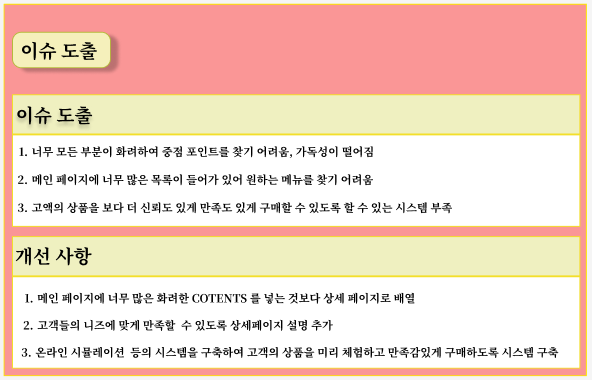 이슈 도출
이슈 도출
1. 너무 모든 부분이 화려하여 중점 포인트를 찾기 어려움, 가독성이 떨어짐
2. 메인 페이지에 너무 많은 목록이 들어가 있어 원하는 메뉴를 찾기 어려움
3. 고액의 상품을 보다 더 신뢰도 있게 만족도 있게 구매할 수 있도록 할 수 있는 시스템 부족
개선 사항
1. 메인 페이지에 너무 많은 화려한 COTENTS 를 넣는 것보다 상세 페이지로 배열
2. 고객들의 니즈에 맞게 만족할 수 있도록 상세페이지 설명 추가
3. 온라인 시뮬레이션 등의 시스템을 구축하여 고객의 상품을 미리 체험하고 만족감있게 구매하도록 시스템 구축